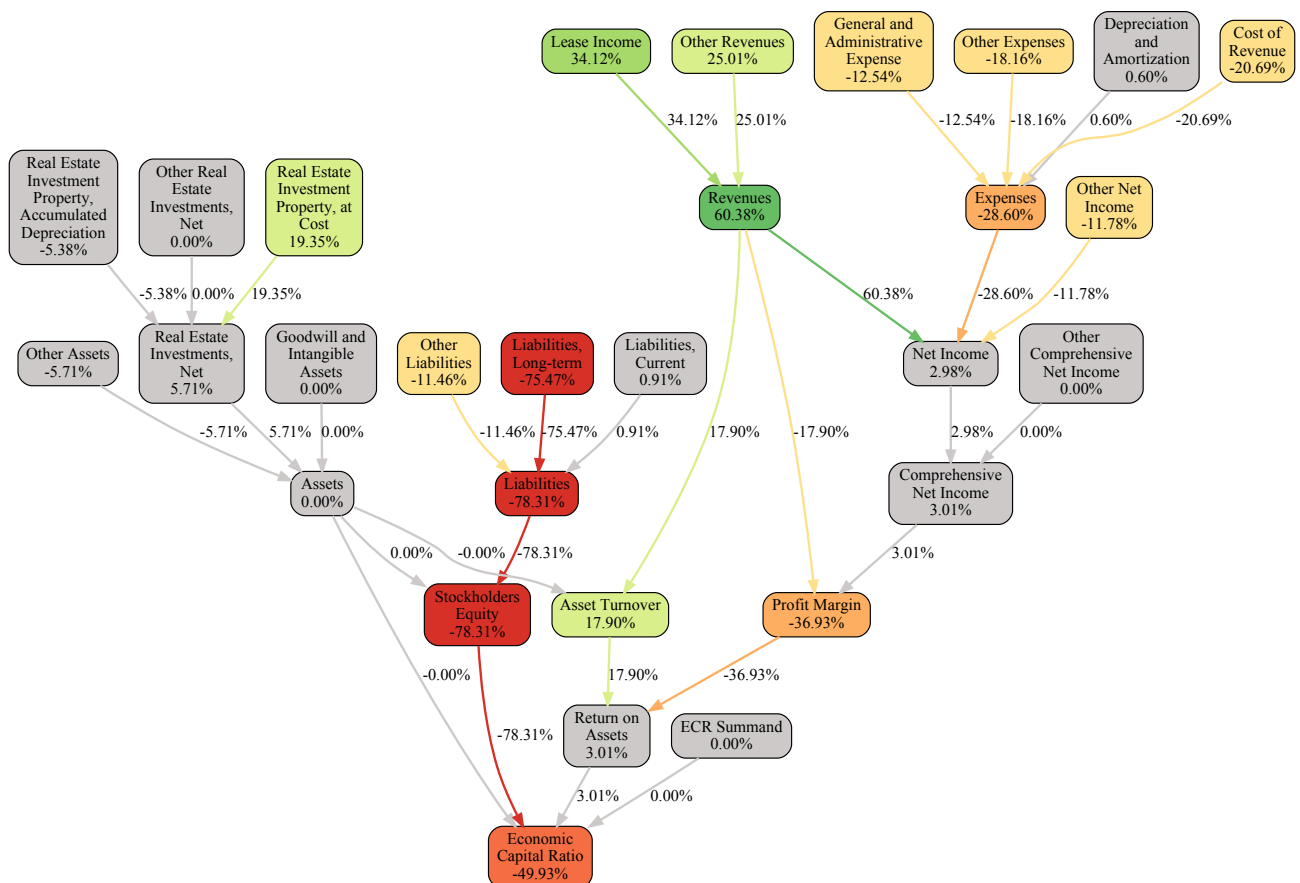 Lease Income
34.12%
Other Revenues
25.01%
General and
Administrative
Expense
-12.54%
Other Expenses
-18.16%
Depreciation
and
Amortization
0.60%
Cost of
Revenue
-20.69%
34.12%
25.01%
-12.54%
-18.16%
0.60%
-20.69%
Real Estate
Investment
Property,
Accumulated
Depreciation
-5.38%
Other Real
Estate
Investments,
Net
0.00%
Real Estate
Investment
Property, at
Cost
19.35%
Revenues
60.38%
Expenses
-28.60%
Other Net
Income
-11.78%
-5.38%
0.00%
19.35%
60.38%
-28.60%
-11.78%
Other Assets
-5.71%
Real Estate
Investments,
Net
5.71%
Goodwill and
Intangible
Assets
0.00%
Other
Liabilities
-11.46%
Liabilities,
Long-term
-75.47%
Liabilities,
Current
0.91%
Net Income
2.98%
Other
Comprehensive
Net Income
0.00%
-5.71%
5.71%
0.00%
-11.46%
-75.47%
0.91%
17.90%
-17.90%
2.98%
0.00%
Assets
0.00%
Liabilities
-78.31%
Comprehensive
Net Income
3.01%
0.00%
-0.00%
-78.31%
3.01%
Stockholders
Equity
-78.31%
Asset Turnover
17.90%
Profit Margin
-36.93%
-0.00%
17.90%
-36.93%
Return on
Assets
3.01%
ECR Summand
0.00%
-78.31%
3.01%
0.00%
Economic
Capital Ratio
-49.93%